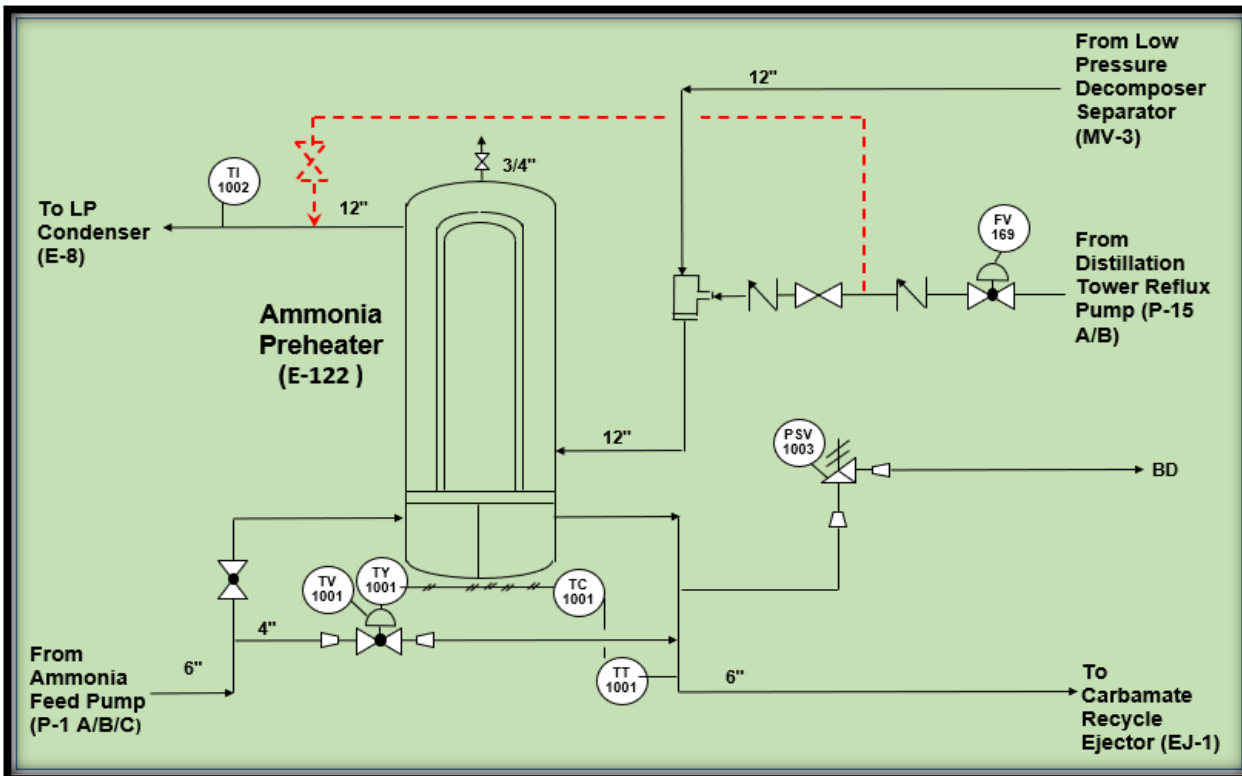 From Low
Pressure
Decomposer
Separator
(MV-3)
12"
3/4"
TI
1002
12"
To LP
Condenser
(E-8)
FV
169
From
Distillation
Tower Reflux
Pump (P-15
A/B)
Ammonia
Preheater
(E-122 )
12"
PSV
1003
BD
TV
1001
TY
1001
TC
1001
4"
From
Ammonia
Feed Pump
(P-1 A/B/C)
6"
TT
1001
6"
To
Carbamate
Recycle
Ejector (EJ-1)